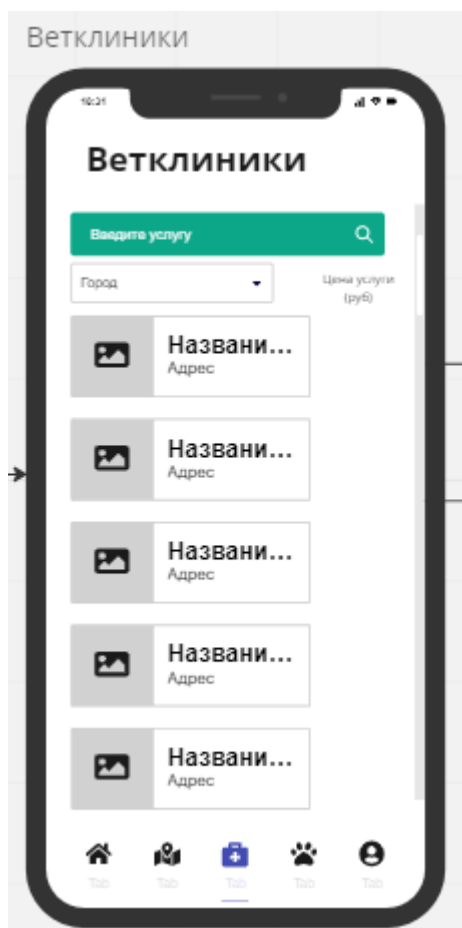 Ветклиники
10:31
Ветклиники
Введите услугу
Город
Цена услуги
(руб)
Названи...
Адрес
Названи...
Адрес
Названи...
Адрес
Названи...
Адрес
Названи...
Адрес
Tab Tab Tab Tab Tab